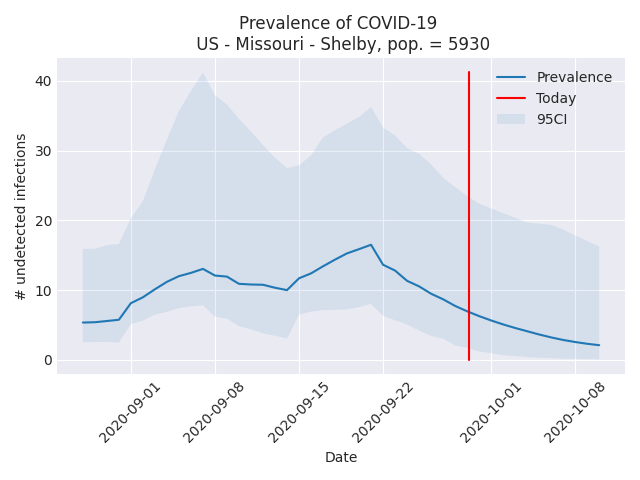 Prevalence of COVID-19
US - Missouri - Shelby, pop. = 5930
Prevalence
Today
95CI
# undetected infections
40
30
20
10
0
2020-09-01
2020-09-08
2020-09-15
2020-09-22
2020-10-01
2020-10-08
Date